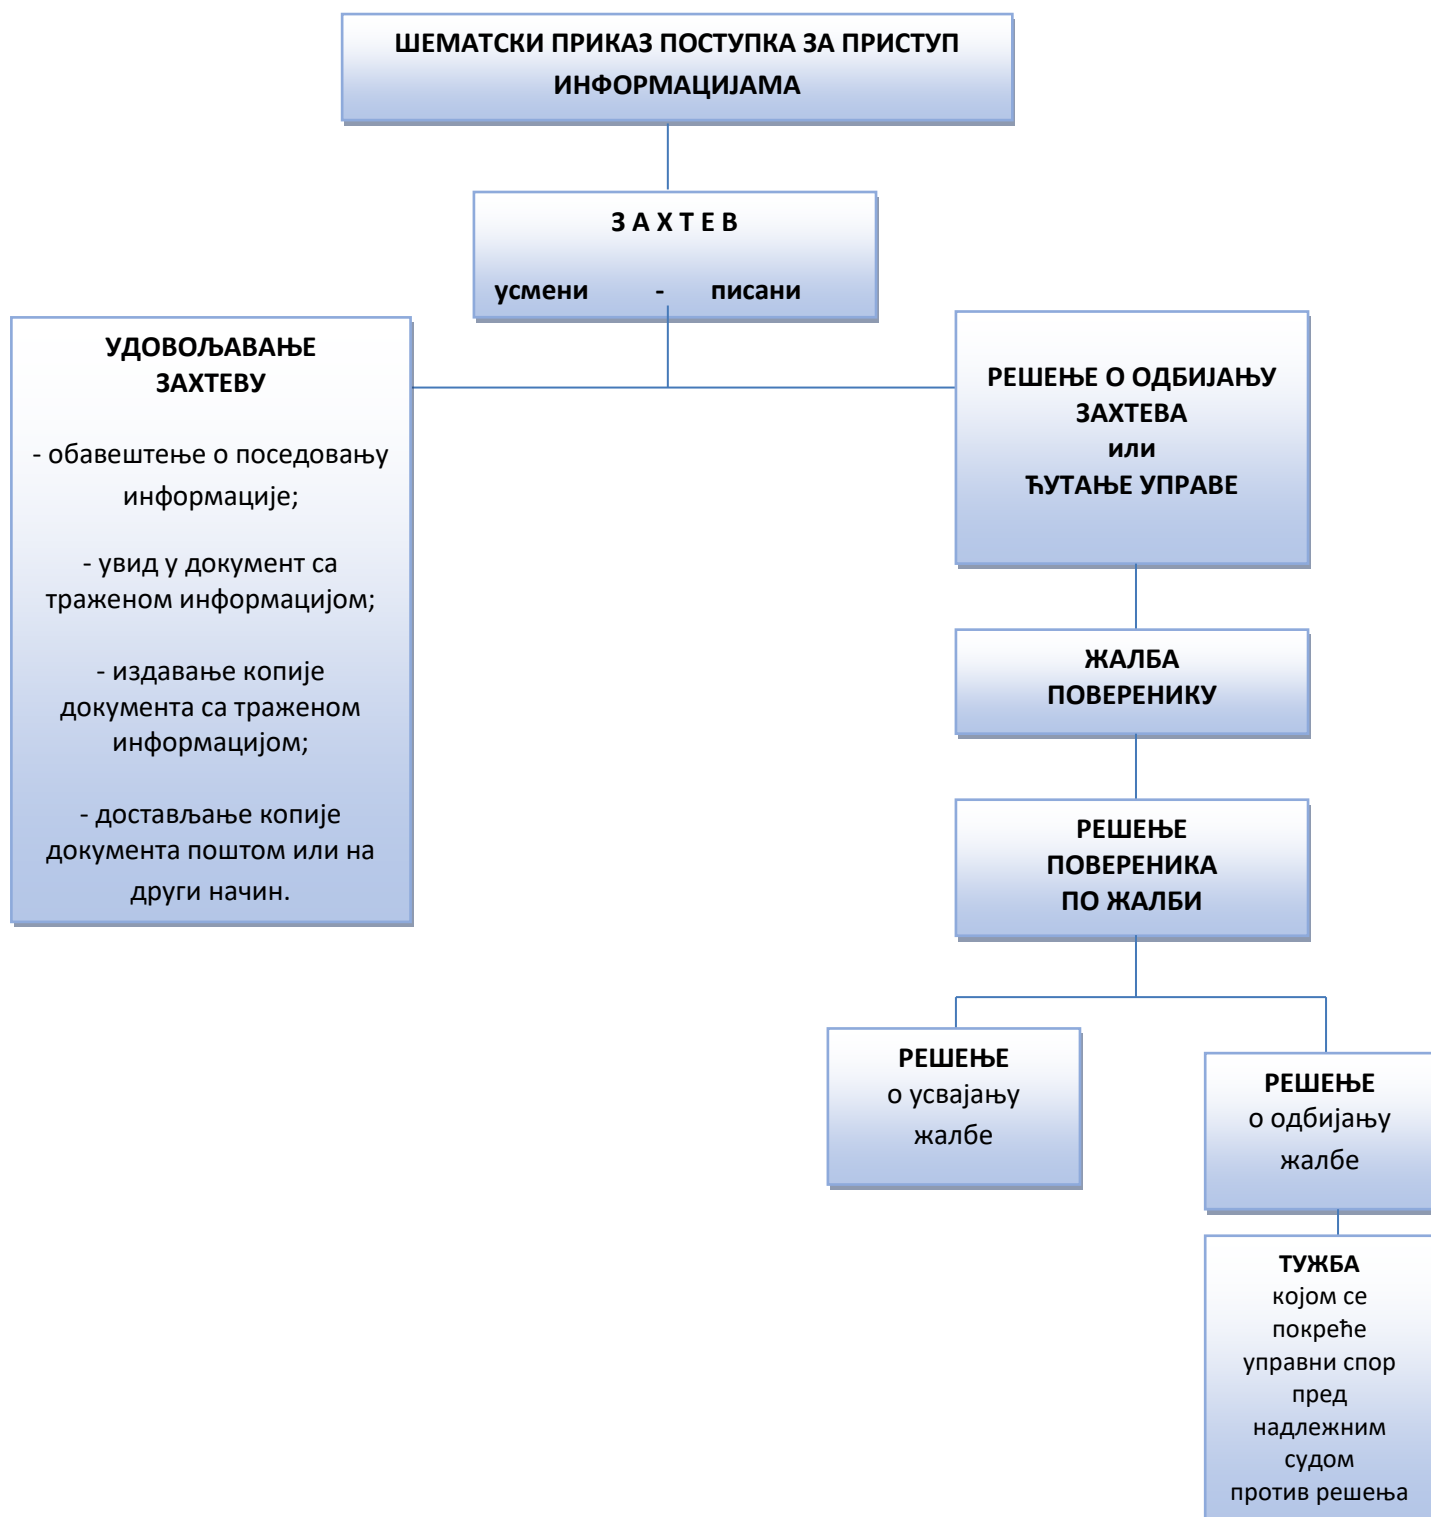 ШЕМАТСКИ ПРИКАЗ ПОСТУПКА ЗА ПРИСТУП
ИНФОРМАЦИЈАМА
З А Х Т Е В
усмени - писани
УДОВОЉАВАЊЕ
ЗАХТЕВУ
- обавештење о поседовању
информације;
- увид у документ са
траженом информацијом;
- издавање копије
документа са траженом
информацијом;
- достављање копије
документа поштом или на
други начин.
РЕШЕЊЕ О ОДБИЈАЊУ
ЗАХТЕВА
или
ЋУТАЊЕ УПРАВЕ
ЖАЛБА
ПОВЕРЕНИКУ
РЕШЕЊЕ
ПОВЕРЕНИКА
ПО ЖАЛБИ
РЕШЕЊЕ
о усвајању
жалбе
РЕШЕЊЕ
о одбијању
жалбе
ТУЖБА
којом се
покреће
управни спор
пред
надлежним
судом
против решења